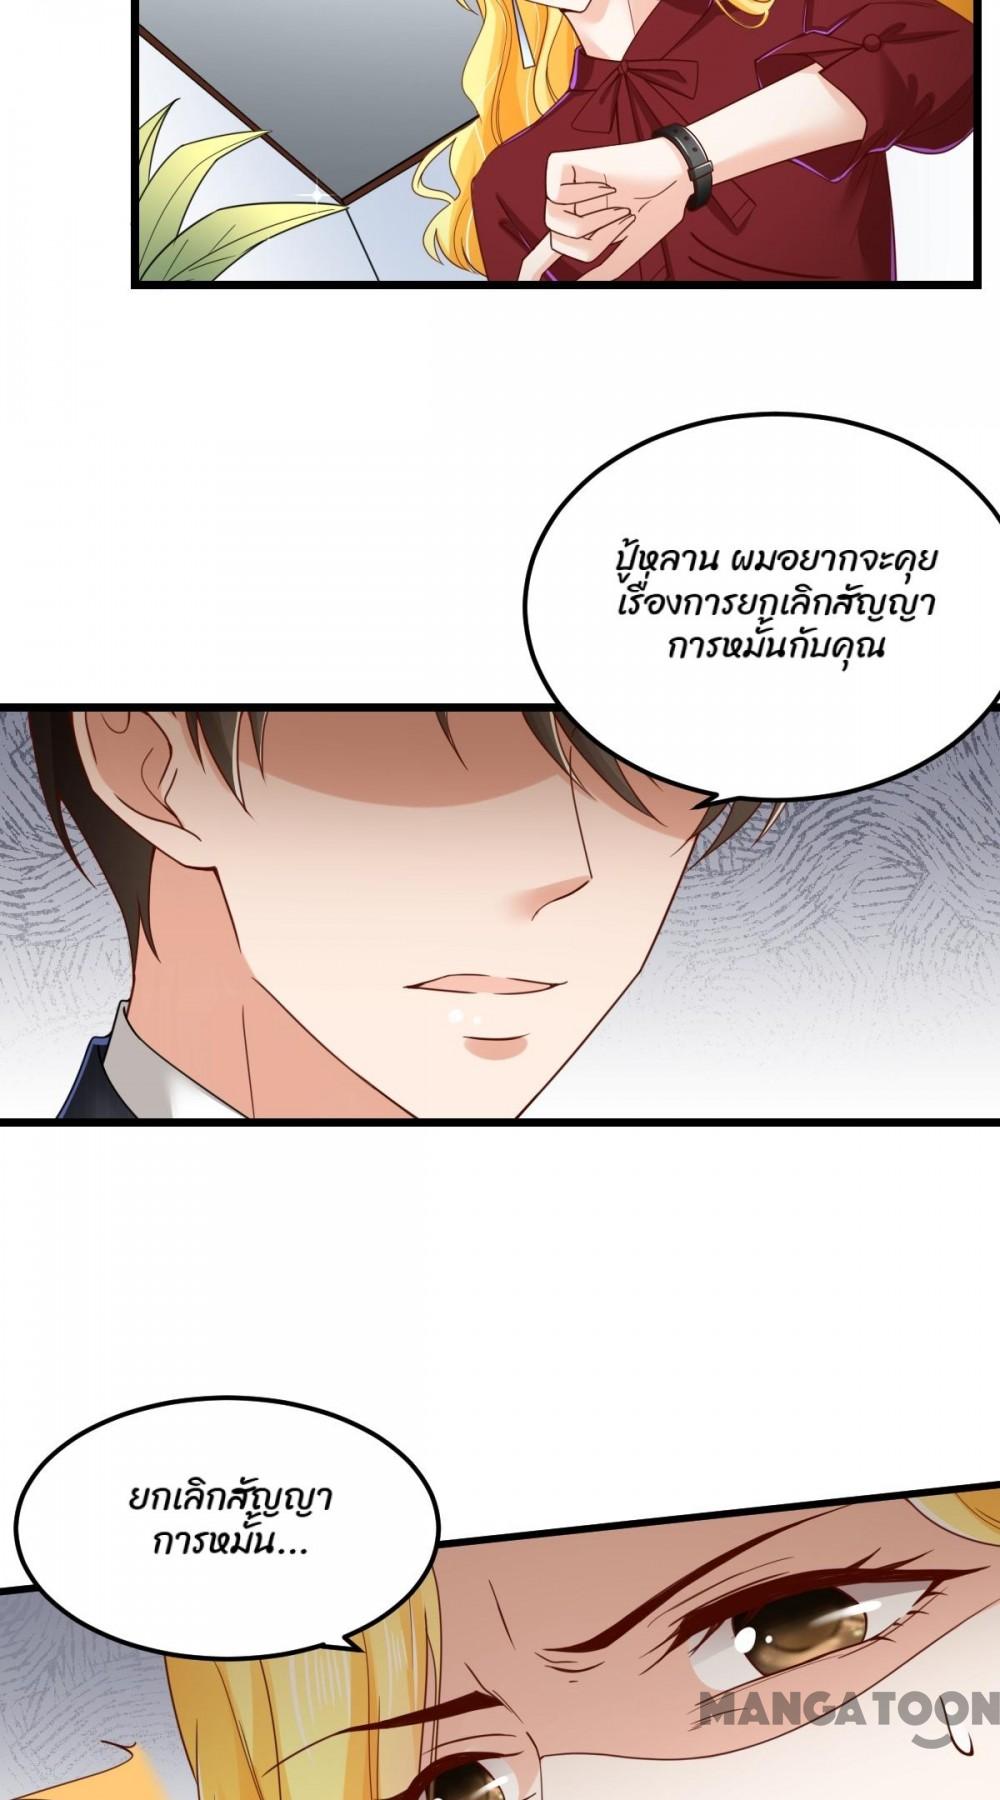 ปู้หลาน ผมอยากจะคุย
เรื่องการยกเลิกสัญญา
การหมั้นกับคุณ
ยกเลิกสัญญา
การหมั้น...
MANGATOON